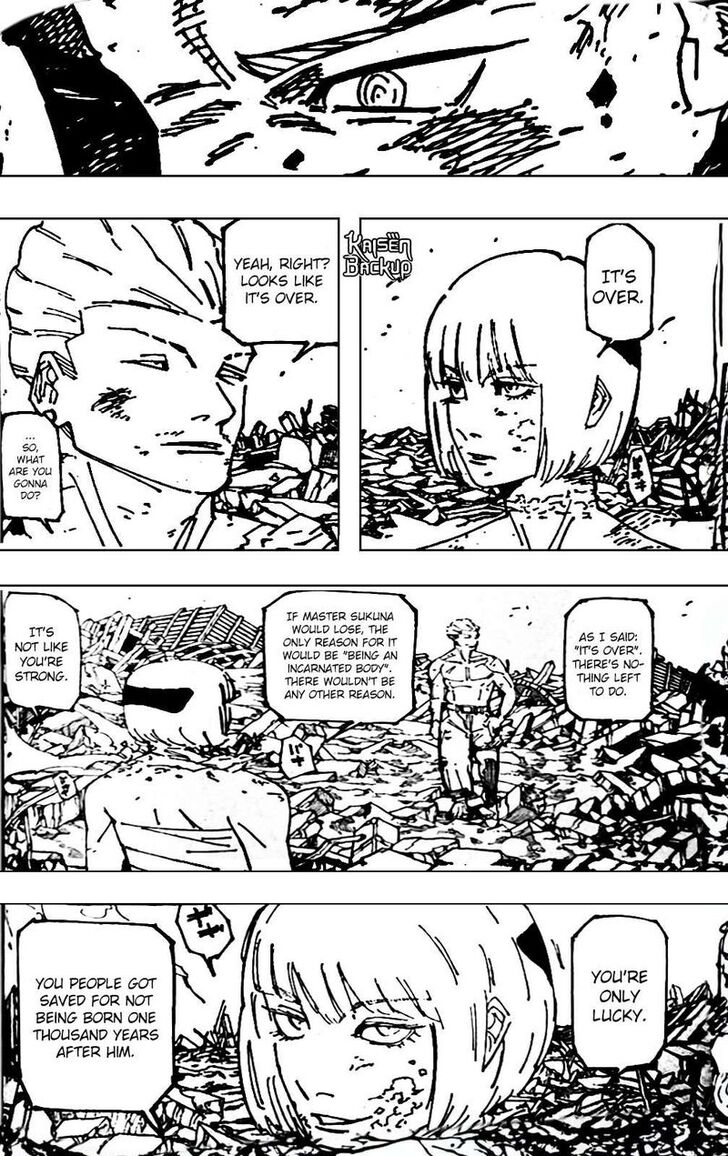 KAISEN
BACKUP
IT'S
OVER.
YEAH, RIGHT?
LOOKS LIKE
IT'S OVER.
...
SO,
WHAT
ARE YOU
GONNA
DO?
AS I SAID:
"IT'S OVER".
THERE'S NO-
THING LEFT
TO DO.
IF MASTER SUKUNA
WOULD LOSE, THE
ONLY REASON FOR IT
WOULD BE "BEING AN
INCARNATED BODY".
THERE WOULDN'T BE
ANY OTHER REASON.
IT'S
NOT LIKE
YOU'RE
STRONG.
YOU'RE
ONLY
LUCKY.
YOU PEOPLE GOT
SAVED FOR NOT
BEING BORN ONE
THOUSAND YEARS
AFTER HIM.